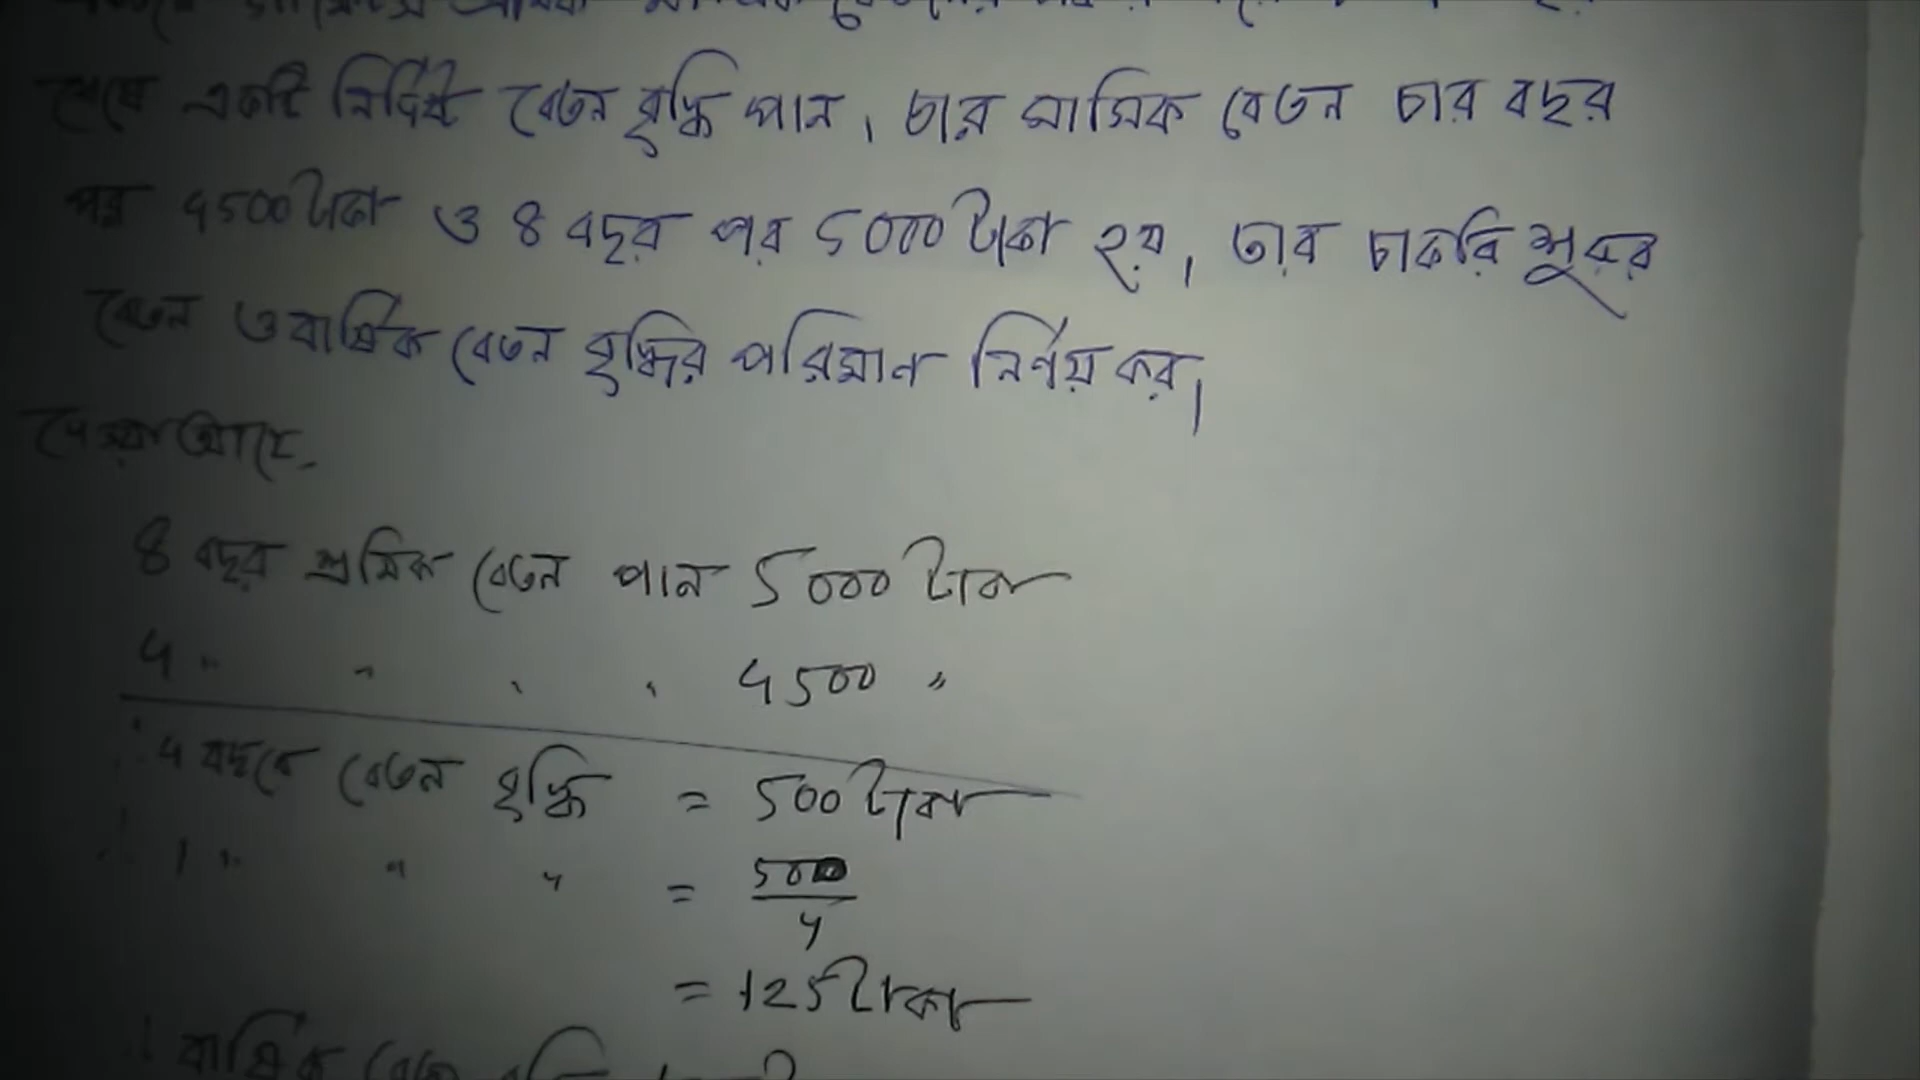 শেষে একটি নির্দিষ্ট বেতন বৃদ্ধি পান। তার মাসিক বেতন চার বছর
পর 4500 টাকা ও 8 বছর পর 5000 টাকা হয়। তার চাকরি শুরুর
বেতন ও বার্ষিক বেতন বৃদ্ধির পরিমান নির্ণয় কর।
দেওয়া আছে,
8 বছর শ্রমিক বেতন পান 5000 টাকা
4 " " " " 4500 "
4 বছরে বেতন বৃদ্ধি = 500 টাকা
1 " " " = 500/4
= 125 টাকা
বার্ষিক বেতন